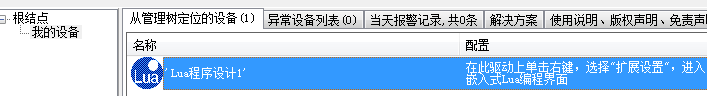 根结点
我的设备
从管理树定位的设备(1) 异常设备列表(0) 当天报警记录, 共0条 解决方案 使用说明、版权声明、免责声
名称 配置
Lua 'Lua程序设计1' 在此驱动上单击右键，选择"扩展设置"，进入
嵌入式Lua编程界面